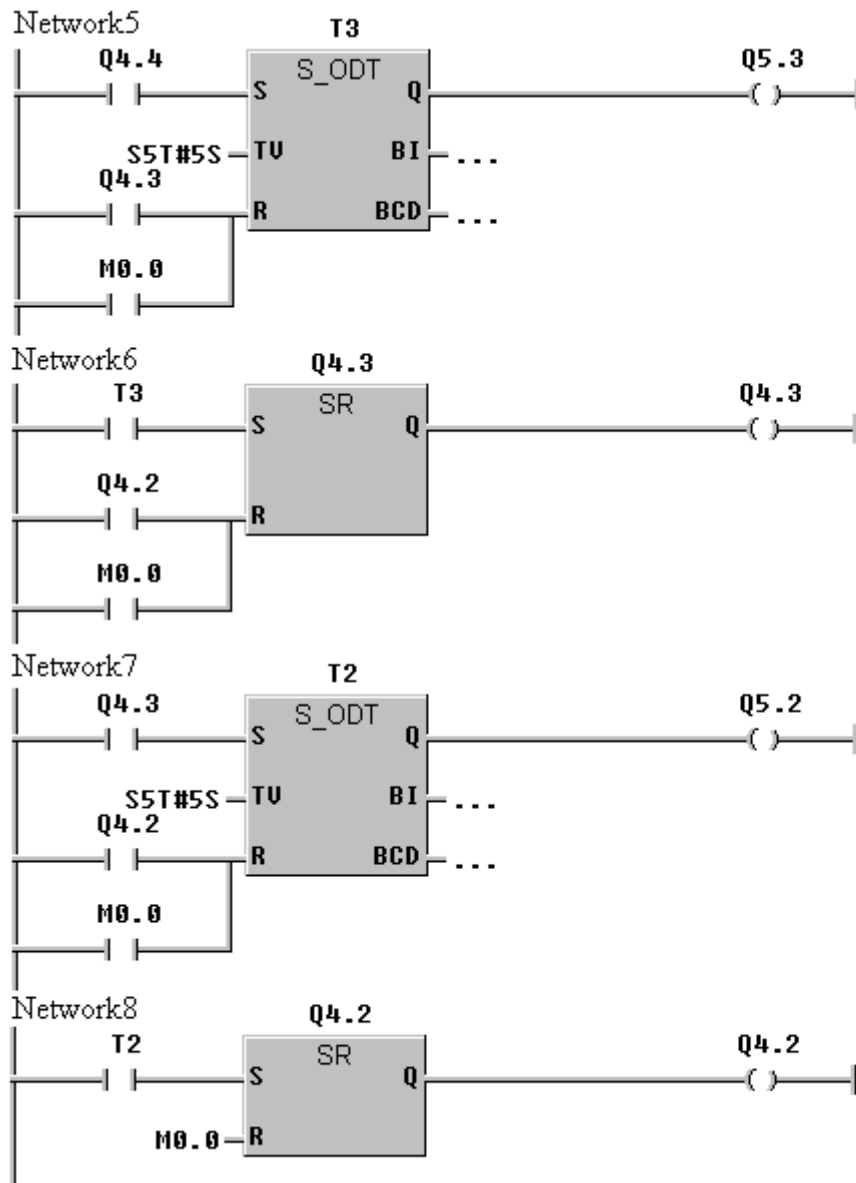 Network5
T3
Q4.4
S_ODT
Q5.3
S
Q
S5T#5S
TV
BI
...
Q4.3
R
BCD
...
M0.0
Network6
Q4.3
T3
SR
Q4.3
S
Q
Q4.2
R
M0.0
Network7
T2
Q4.3
S_ODT
Q5.2
S
Q
S5T#5S
TV
BI
...
Q4.2
R
BCD
...
M0.0
Network8
Q4.2
T2
SR
Q4.2
S
Q
M0.0
R